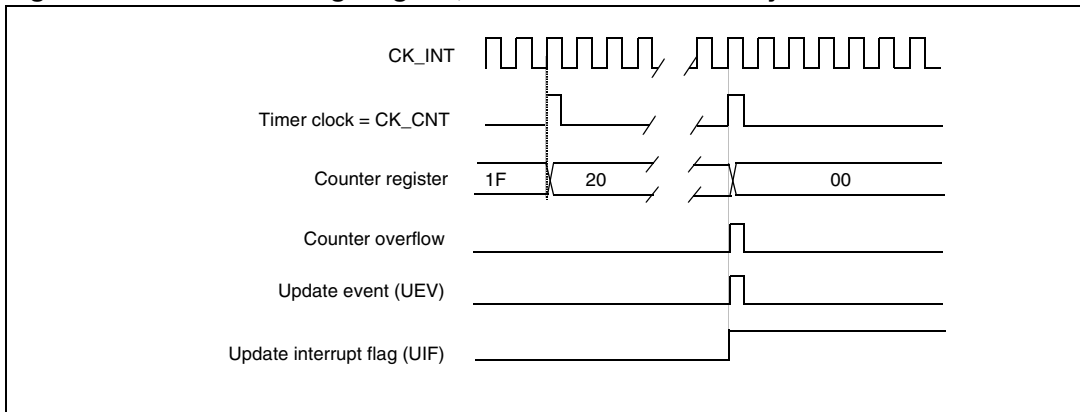 CK_INT
Timer clock = CK_CNT
Counter register 1F 20 00
Counter overflow
Update event (UEV)
Update interrupt flag (UIF)